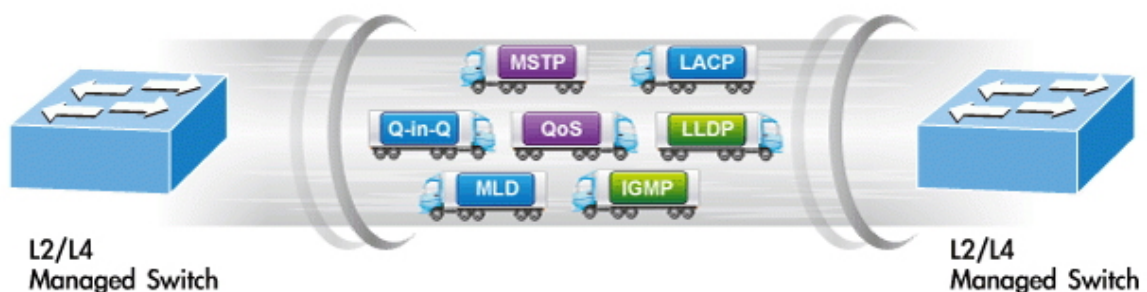 MSTP
LACP
Q-in-Q
QoS
LLDP
MLD
IGMP
L2/L4
Managed Switch
L2/L4
Managed Switch